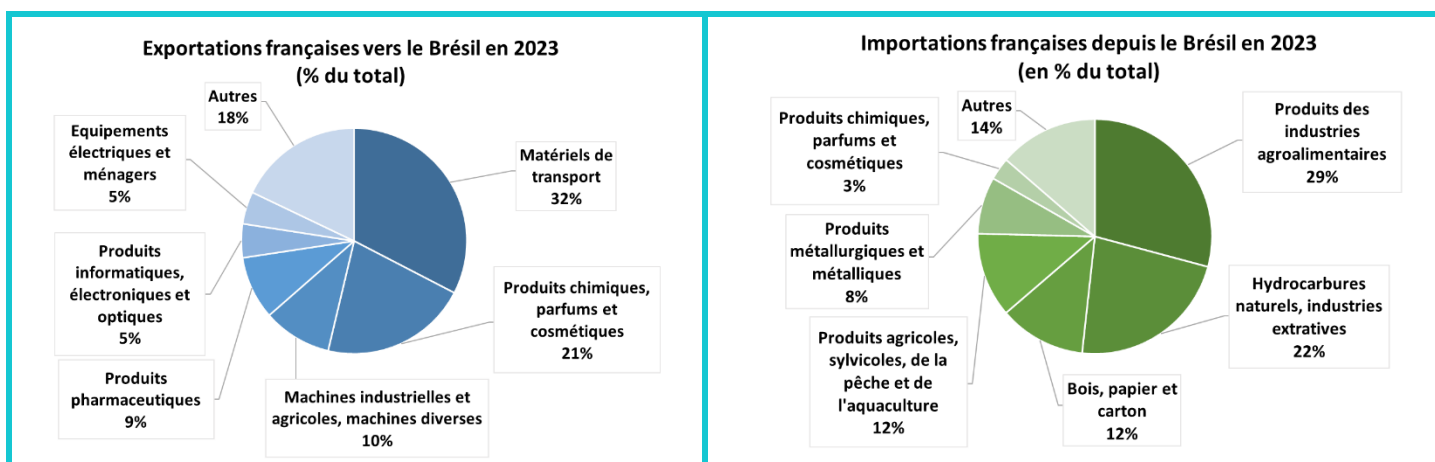 Exportations françaises vers le Brésil en 2023
(% du total)
Autres
18%
Equipements
électriques et
ménagers
5%
Produits
informatiques,
électroniques et
optiques
5%
Produits
pharmaceutiques
9%
Machines industrielles et
agricoles, machines diverses
10%
Produits chimiques,
parfums et
cosmétiques
21%
Matériels de
transport
32%
Importations françaises depuis le Brésil en 2023
(en % du total)
Autres
14%
Produits chimiques,
parfums et
cosmétiques
3%
Produits
métallurgiques et
métalliques
8%
Produits agricoles,
sylvicoles, de la
pêche et de
l'aquaculture
12%
Bois, papier et
carton
12%
Hydrocarbures
naturels, industries
extratives
22%
Produits des
industries
agroalimentaires
29%